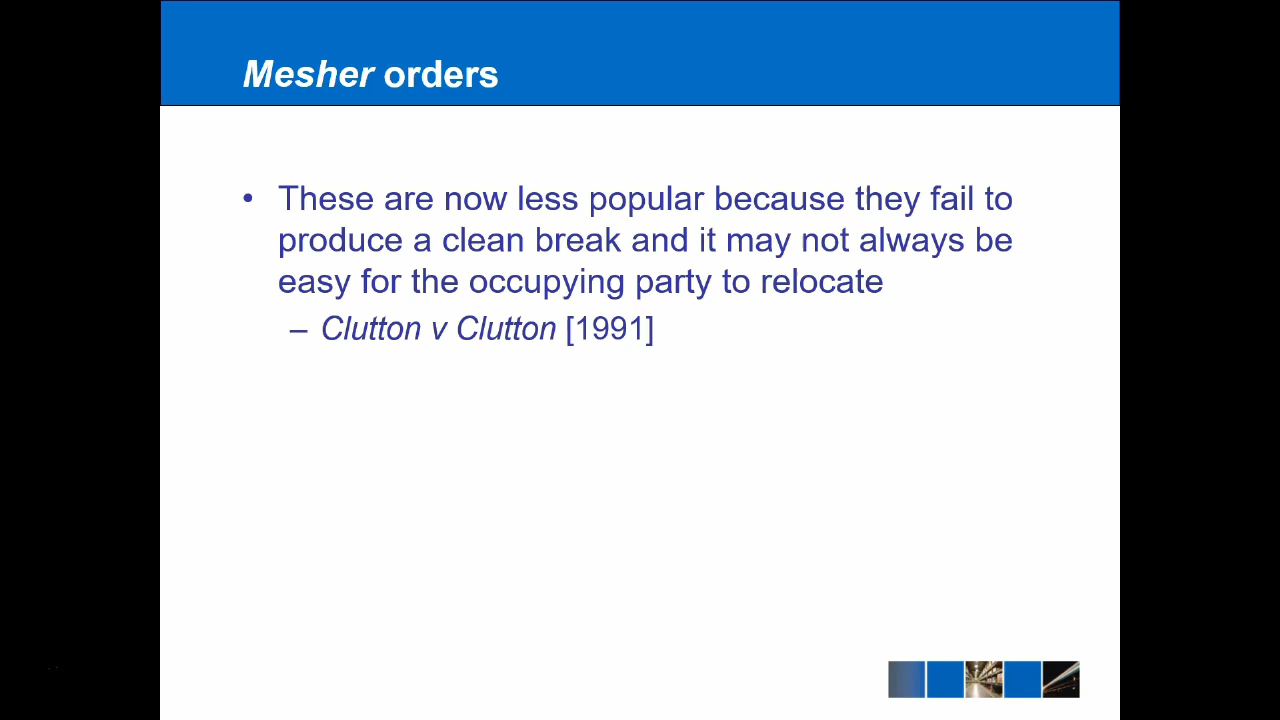 Mesher orders
• These are now less popular because they fail to
produce a clean break and it may not always be
easy for the occupying party to relocate
– Clutton v Clutton [1991]